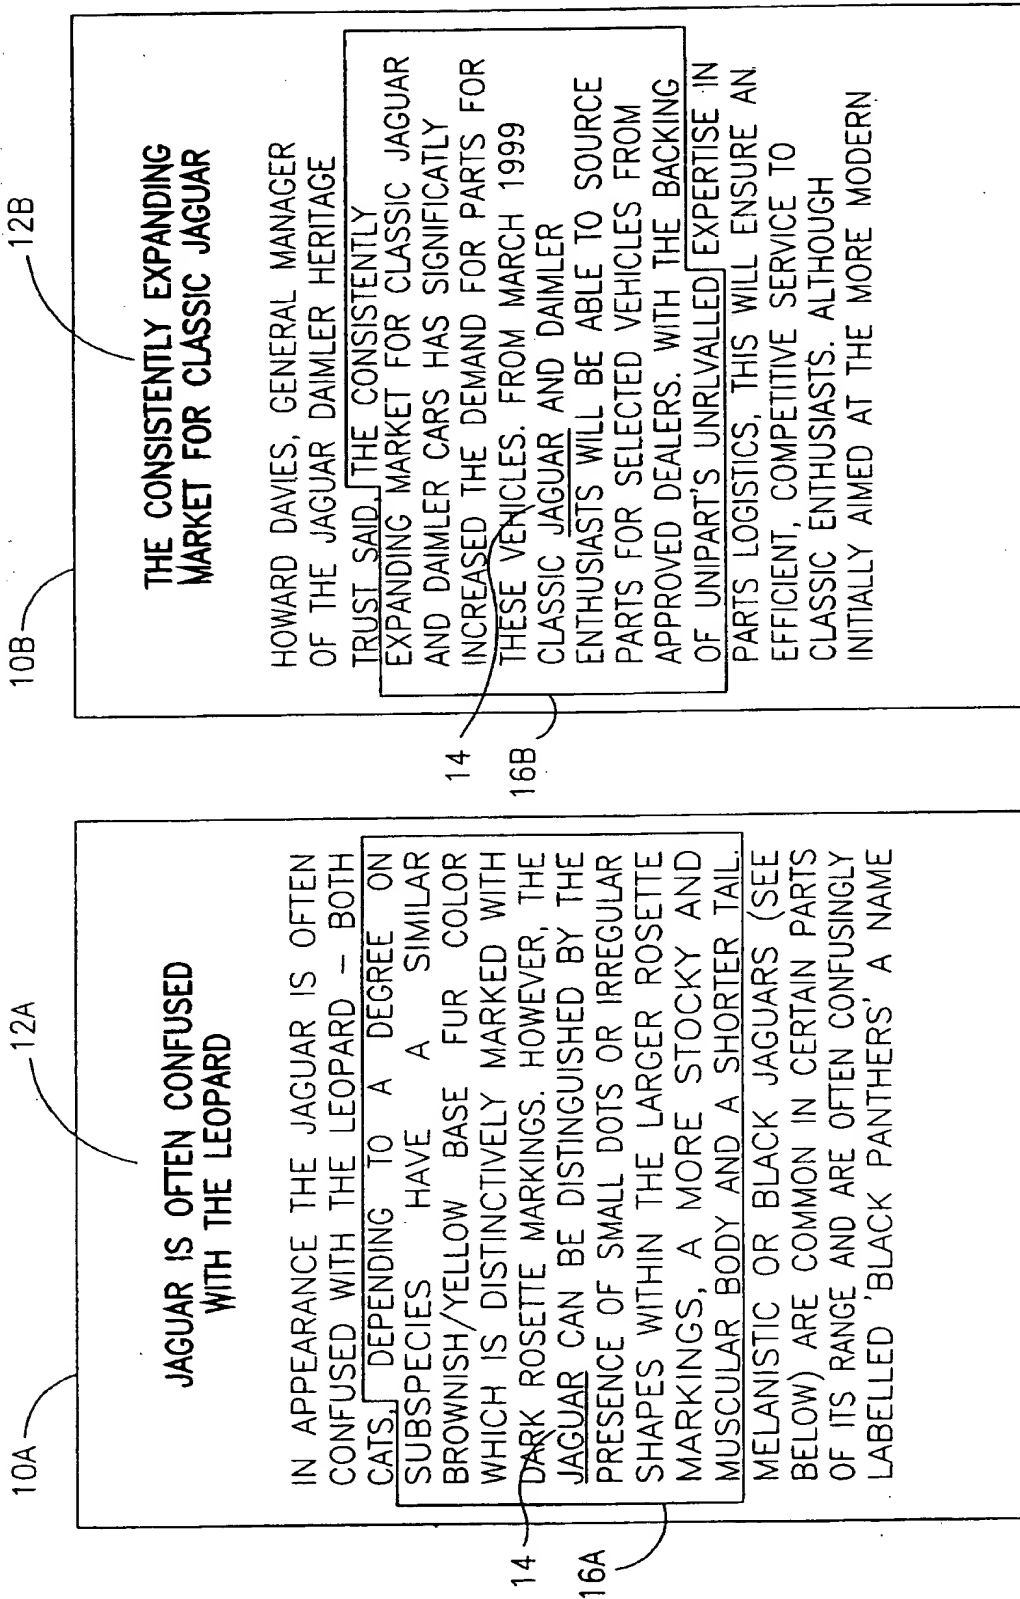 10A
12A
JAGUAR IS OFTEN CONFUSED
WITH THE LEOPARD
IN APPEARANCE THE JAGUAR IS OFTEN
CONFUSED WITH THE LEOPARD – BOTH
CATS, DEPENDING TO A DEGREE ON
SUBSPECIES HAVE A SIMILAR
BROWNISH/YELLOW BASE FUR COLOR
WHICH IS DISTINCTIVELY MARKED WITH
DARK ROSETTE MARKINGS. HOWEVER, THE
JAGUAR CAN BE DISTINGUISHED BY THE
PRESENCE OF SMALL DOTS OR IRREGULAR
SHAPES WITHIN THE LARGER ROSETTE
MARKINGS, A MORE STOCKY AND
MUSCULAR BODY AND A SHORTER TAIL.
MELANISTIC OR BLACK JAGUARS (SEE
BELOW) ARE COMMON IN CERTAIN PARTS
OF ITS RANGE AND ARE OFTEN CONFUSINGLY
LABELLED 'BLACK PANTHERS' A NAME
14
16A
10B
12B
THE CONSISTENTLY EXPANDING
MARKET FOR CLASSIC JAGUAR
HOWARD DAVIES, GENERAL MANAGER
OF THE JAGUAR DAIMLER HERITAGE
TRUST SAID, THE CONSISTENTLY
EXPANDING MARKET FOR CLASSIC JAGUAR
AND DAIMLER CARS HAS SIGNIFICATLY
INCREASED THE DEMAND FOR PARTS FOR
THESE VEHICLES. FROM MARCH 1999
CLASSIC JAGUAR AND DAIMLER
ENTHUSIASTS WILL BE ABLE TO SOURCE
PARTS FOR SELECTED VEHICLES FROM
APPROVED DEALERS. WITH THE BACKING
OF UNIPART'S UNRLVALLED EXPERTISE IN
PARTS LOGISTICS, THIS WILL ENSURE AN
EFFICIENT, COMPETITIVE SERVICE TO
CLASSIC ENTHUSIASTS. ALTHOUGH
INITIALLY AIMED AT THE MORE MODERN
14
16B